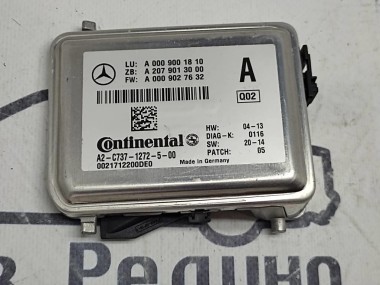 LU: A 000 900 18 10
ZB: A 207 901 30 00
FW: A 000 902 76 32
A
Q02
Continental
A2-C737-1272-5-00
0021712200DE0
Made in Germany
HW: 04-13
DIAG-K: 0116
SW: 20-14
PATCH: 05
в. Редино